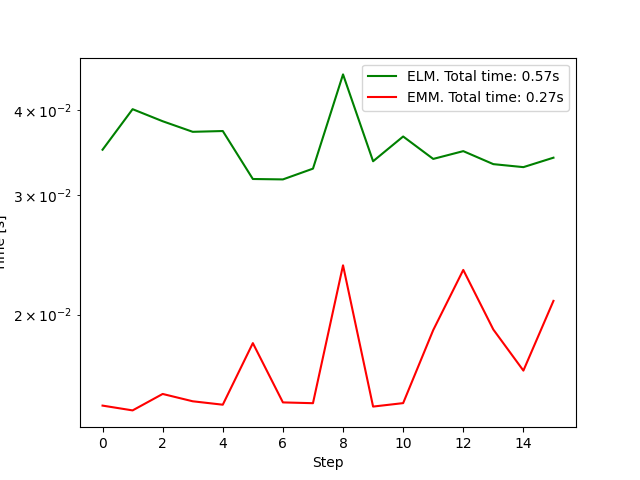 ELM. Total time: 0.57s
EMM. Total time: 0.27s
4 × 10⁻²
3 × 10⁻²
2 × 10⁻²
0 2 4 6 8 10 12 14
Step